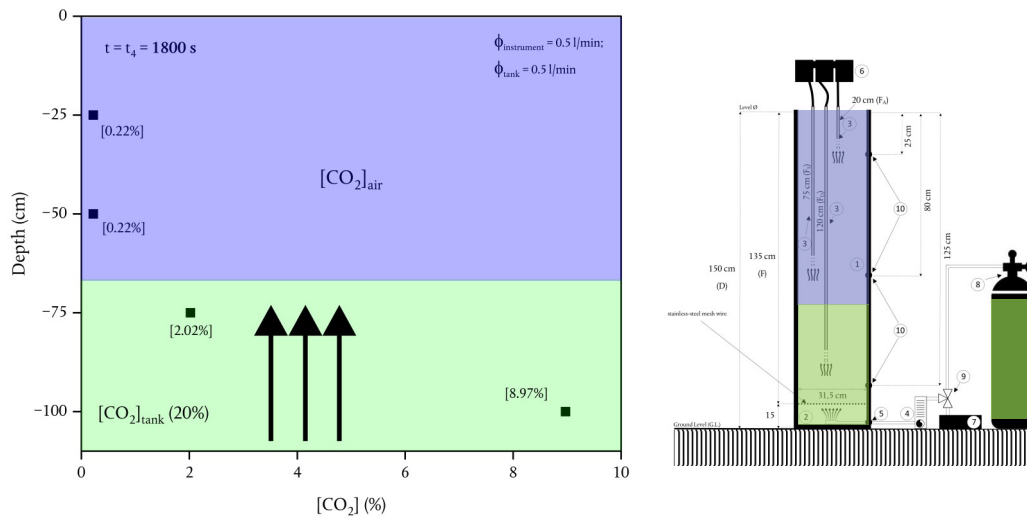 t = t₄ = 1800 s
ϕinstrument = 0.5 l/min;
ϕtank = 0.5 l/min
[0.22%]
[CO₂]air
[0.22%]
[2.02%]
[8.97%]
[CO₂]tank (20%)
0
−25
−50
−75
−100
Depth (cm)
0
2
4
6
8
10
[CO₂] (%)
6
20 cm (FA)
Level Ø
3
25 cm
75 cm (FS)
120 cm (FD)
3
3
10
80 cm
1
125 cm
135 cm
(F)
150 cm
(D)
8
stainless-steel mesh wire
10
9
31,5 cm
15
2
5
4
7
Ground Level (G.L.)